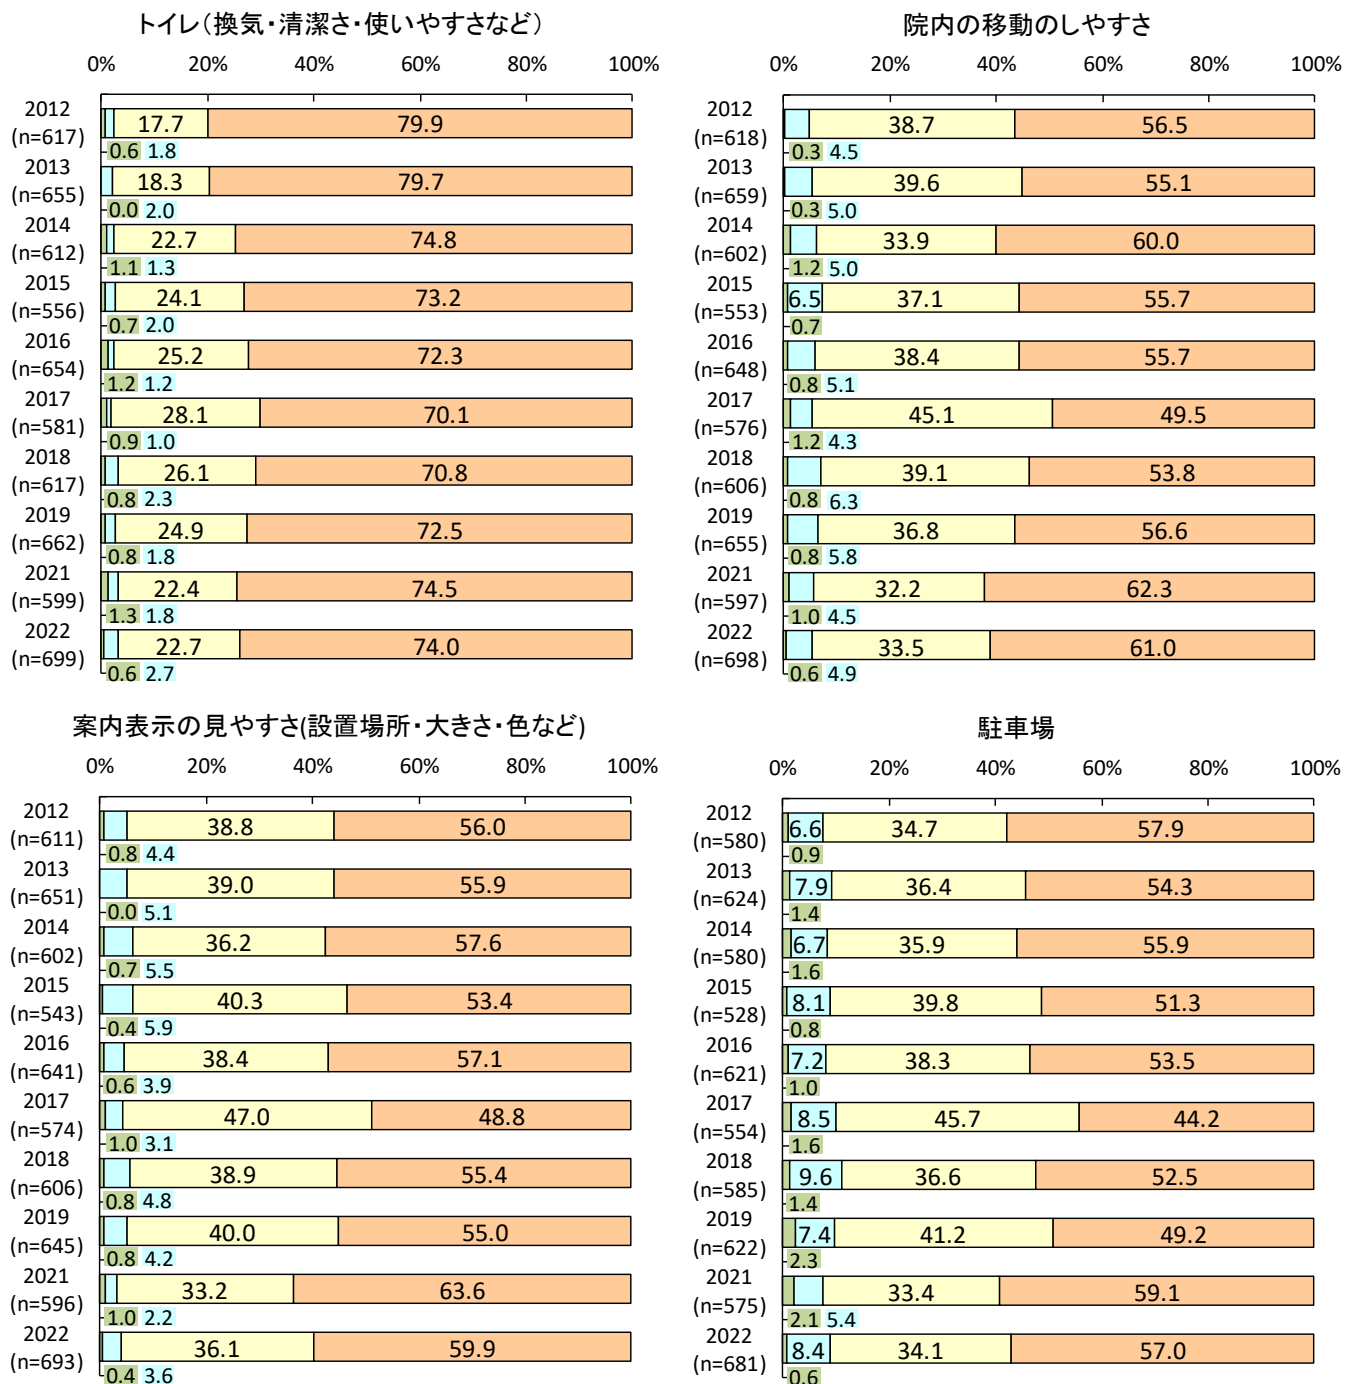 トイレ(換気・清潔さ・使いやすさなど)
0% 20% 40% 60% 80% 100%
2012
(n=617)
17.7 79.9
0.6 1.8
2013
(n=655)
18.3 79.7
0.0 2.0
2014
(n=612)
22.7 74.8
1.1 1.3
2015
(n=556)
24.1 73.2
0.7 2.0
2016
(n=654)
25.2 72.3
1.2 1.2
2017
(n=581)
28.1 70.1
0.9 1.0
2018
(n=617)
26.1 70.8
0.8 2.3
2019
(n=662)
24.9 72.5
0.8 1.8
2021
(n=599)
22.4 74.5
1.3 1.8
2022
(n=699)
22.7 74.0
0.6 2.7
院内の移動のしやすさ
0% 20% 40% 60% 80% 100%
2012
(n=618)
38.7 56.5
0.3 4.5
2013
(n=659)
39.6 55.1
0.3 5.0
2014
(n=602)
33.9 60.0
1.2 5.0
2015
(n=553)
6.5 37.1 55.7
0.7
2016
(n=648)
38.4 55.7
0.8 5.1
2017
(n=576)
45.1 49.5
1.2 4.3
2018
(n=606)
39.1 53.8
0.8 6.3
2019
(n=655)
36.8 56.6
0.8 5.8
2021
(n=597)
32.2 62.3
1.0 4.5
2022
(n=698)
33.5 61.0
0.6 4.9
案内表示の見やすさ(設置場所・大きさ・色など)
0% 20% 40% 60% 80% 100%
2012
(n=611)
38.8 56.0
0.8 4.4
2013
(n=651)
39.0 55.9
0.0 5.1
2014
(n=602)
36.2 57.6
0.7 5.5
2015
(n=543)
40.3 53.4
0.4 5.9
2016
(n=641)
38.4 57.1
0.6 3.9
2017
(n=574)
47.0 48.8
1.0 3.1
2018
(n=606)
38.9 55.4
0.8 4.8
2019
(n=645)
40.0 55.0
0.8 4.2
2021
(n=596)
33.2 63.6
1.0 2.2
2022
(n=693)
36.1 59.9
0.4 3.6
駐車場
0% 20% 40% 60% 80% 100%
2012
(n=580)
6.6 34.7 57.9
0.9
2013
(n=624)
7.9 36.4 54.3
1.4
2014
(n=580)
6.7 35.9 55.9
1.6
2015
(n=528)
8.1 39.8 51.3
0.8
2016
(n=621)
7.2 38.3 53.5
1.0
2017
(n=554)
8.5 45.7 44.2
1.6
2018
(n=585)
9.6 36.6 52.5
1.4
2019
(n=622)
7.4 41.2 49.2
2.3
2021
(n=575)
33.4 59.1
2.1 5.4
2022
(n=681)
8.4 34.1 57.0
0.6